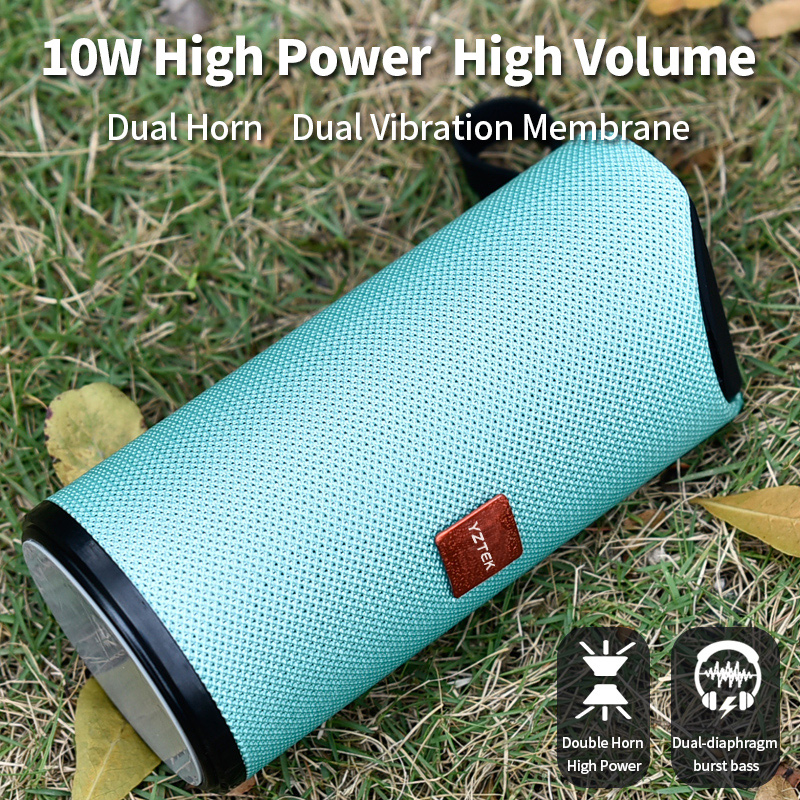 10W High Power High Volume
Dual Horn Dual Vibration Membrane
YZTEK
Double Horn
High Power
Dual-diaphragm
burst bass